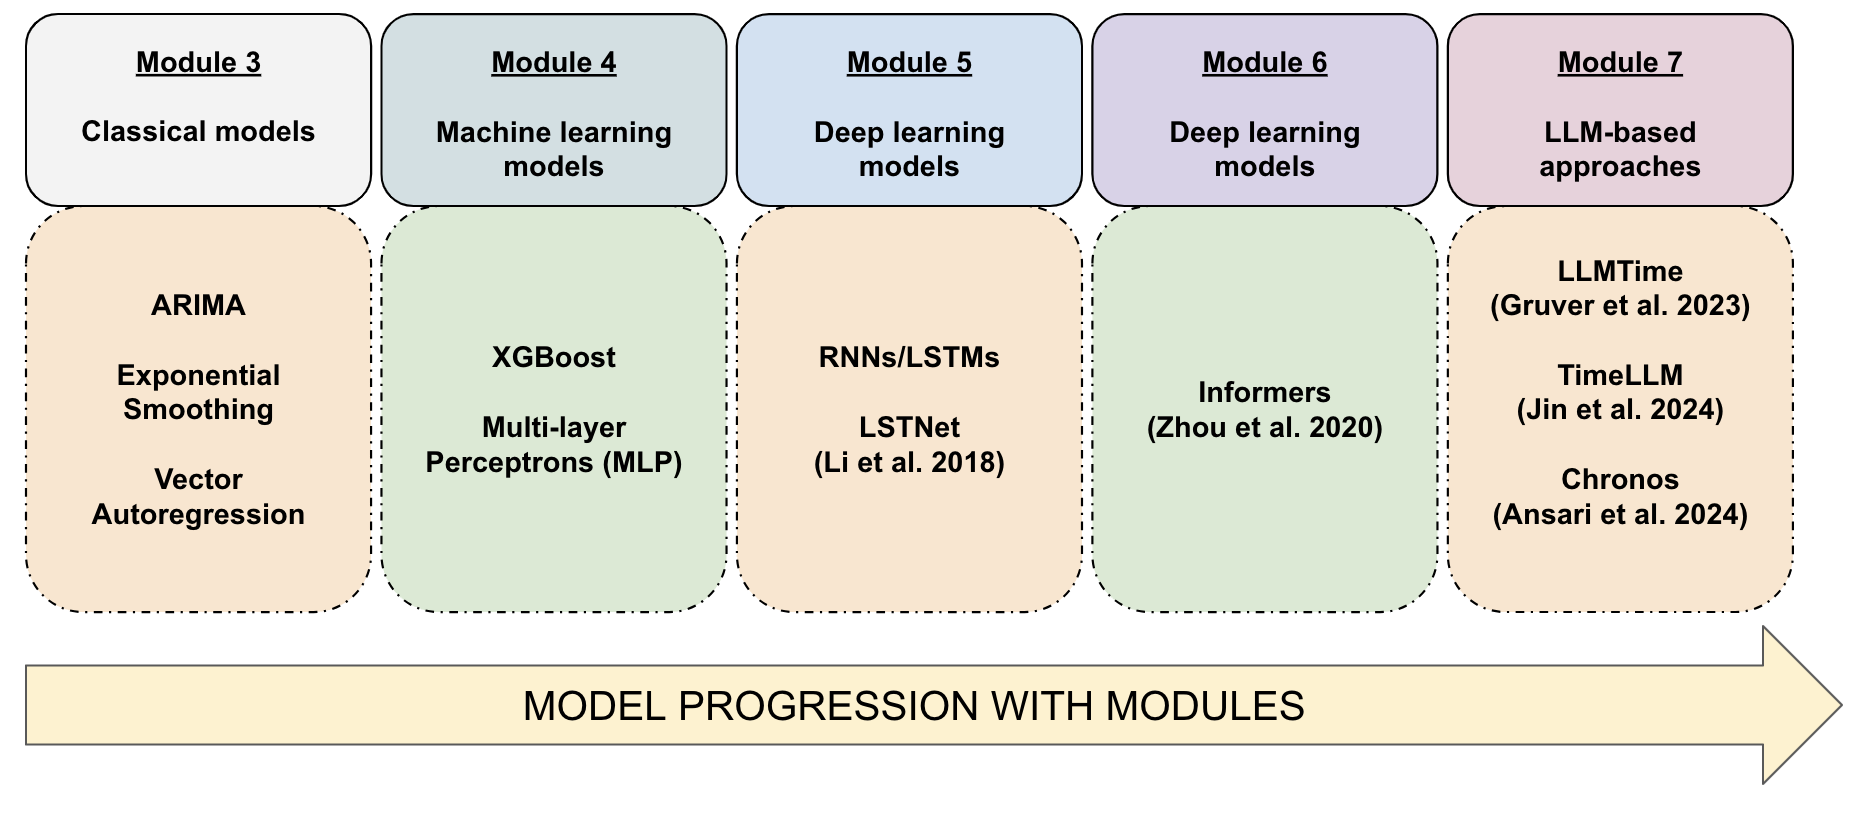 Module 3
Classical models
ARIMA
Exponential
Smoothing
Vector
Autoregression
Module 4
Machine learning
models
XGBoost
Multi-layer
Perceptrons (MLP)
Module 5
Deep learning
models
RNNs/LSTMs
LSTNet
(Li et al. 2018)
Module 6
Deep learning
models
Informers
(Zhou et al. 2020)
Module 7
LLM-based
approaches
LLMTime
(Gruver et al. 2023)
TimeLLM
(Jin et al. 2024)
Chronos
(Ansari et al. 2024)
MODEL PROGRESSION WITH MODULES